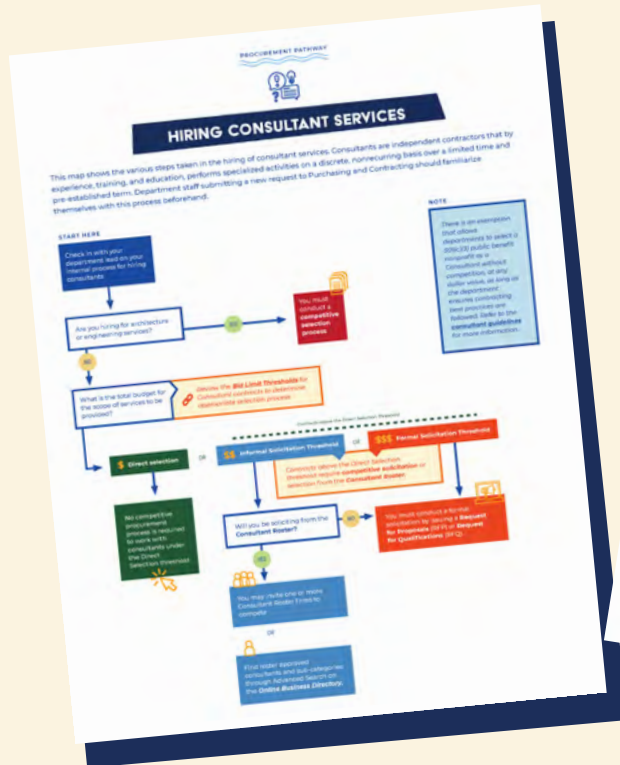 PROCUREMENT PATHWAY
HIRING CONSULTANT SERVICES
This map shows the various steps taken in the hiring of consultant services. Consultants are independent contractors that by
experience, training, and education, performs specialized activities on a discrete, nonrecurring basis over a limited time and
pre-established term. Department staff submitting a new request to Purchasing and Contracting should familiarize
themselves with this process beforehand.
START HERE
Check in with your
department lead on your
internal process for hiring
consultants
Are you hiring for architecture
or engineering services?
YES
You must
conduct a
competitive
selection
process
NOTE
There is an exemption
that allows
departments to select a
501(c)(3) public benefit
nonprofit as a
Consultant without
competition, at any
dollar value, as long as
the department
ensures contracting
best practices are
followed. Refer to the
consultant guidelines
for more information.
NO
What is the total budget for
the scope of services to be
provided?
Review the Bid Limit Thresholds for
Consultant contracts to determine
appropriate selection process
Contracts above the Direct Selection Threshold
$ Direct selection
OR
$$ Informal Solicitation Threshold
OR
$$$ Formal Solicitation Threshold
Contracts above the Direct Selection
threshold require competitive solicitation or
selection from the Consultant Roster.
No competitive
procurement
process is required
to work with
consultants under
the Direct
Selection threshold
Will you be soliciting from the
Consultant Roster?
NO
You must conduct a formal
solicitation by issuing a Request
for Proposals (RFP) or Request
for Qualifications (RFQ).
YES
You may invite one or more
Consultant Roster firms to
compete
OR
Find roster approved
consultants and sub-categories
through Advanced Search on
the Online Business Directory.